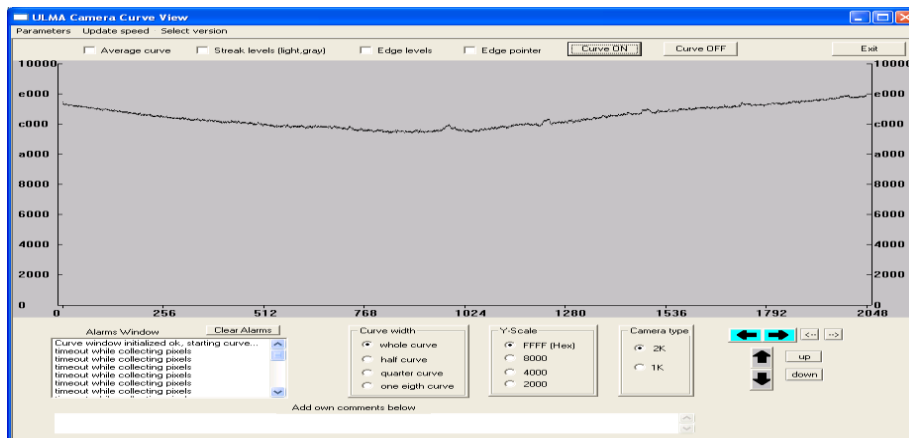 ULMA Camera Curve View
Parameters Update speed Select version
Average curve Streak levels (light,gray) Edge levels Edge pointer Curve ON Curve OFF Exit
10000 10000
e000 e000
c000 c000
a000 a000
8000 8000
6000 6000
4000 4000
2000 2000
0 0
0 256 512 768 1024 1280 1536 1792 2048
Alarms Window Clear Alarms
Curve window initialized ok, starting curve...
timeout while collecting pixels
timeout while collecting pixels
timeout while collecting pixels
timeout while collecting pixels
timeout while collecting pixels
timeout while collecting pixels
Curve width
whole curve
half curve
quarter curve
one eigth curve
Y-Scale
FFFF (Hex)
8000
4000
2000
Camera type
2K
1K
<-- -->
up
down
Add own comments below